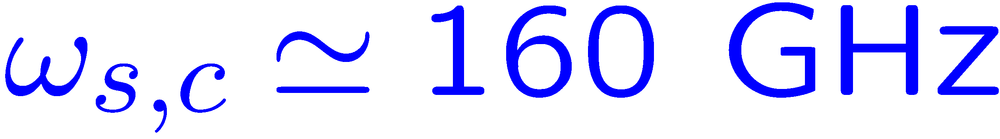 ω_{s,c} ≃ 160 GHz